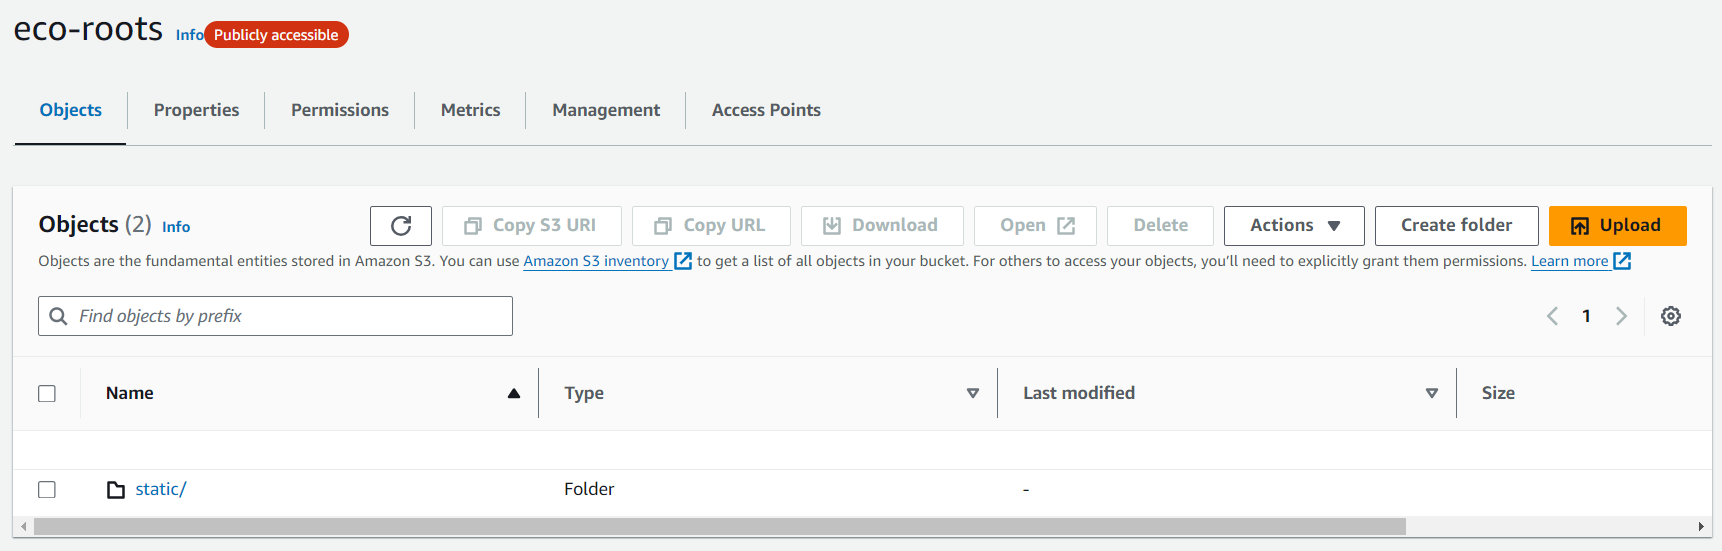 eco-roots Info Publicly accessible
Objects Properties Permissions Metrics Management Access Points
Objects (2) Info Copy S3 URI Copy URL Download Open Delete Actions Create folder Upload
Objects are the fundamental entities stored in Amazon S3. You can use Amazon S3 inventory to get a list of all objects in your bucket. For others to access your objects, you'll need to explicitly grant them permissions. Learn more
Find objects by prefix 1
Name Type Last modified Size
static/ Folder -